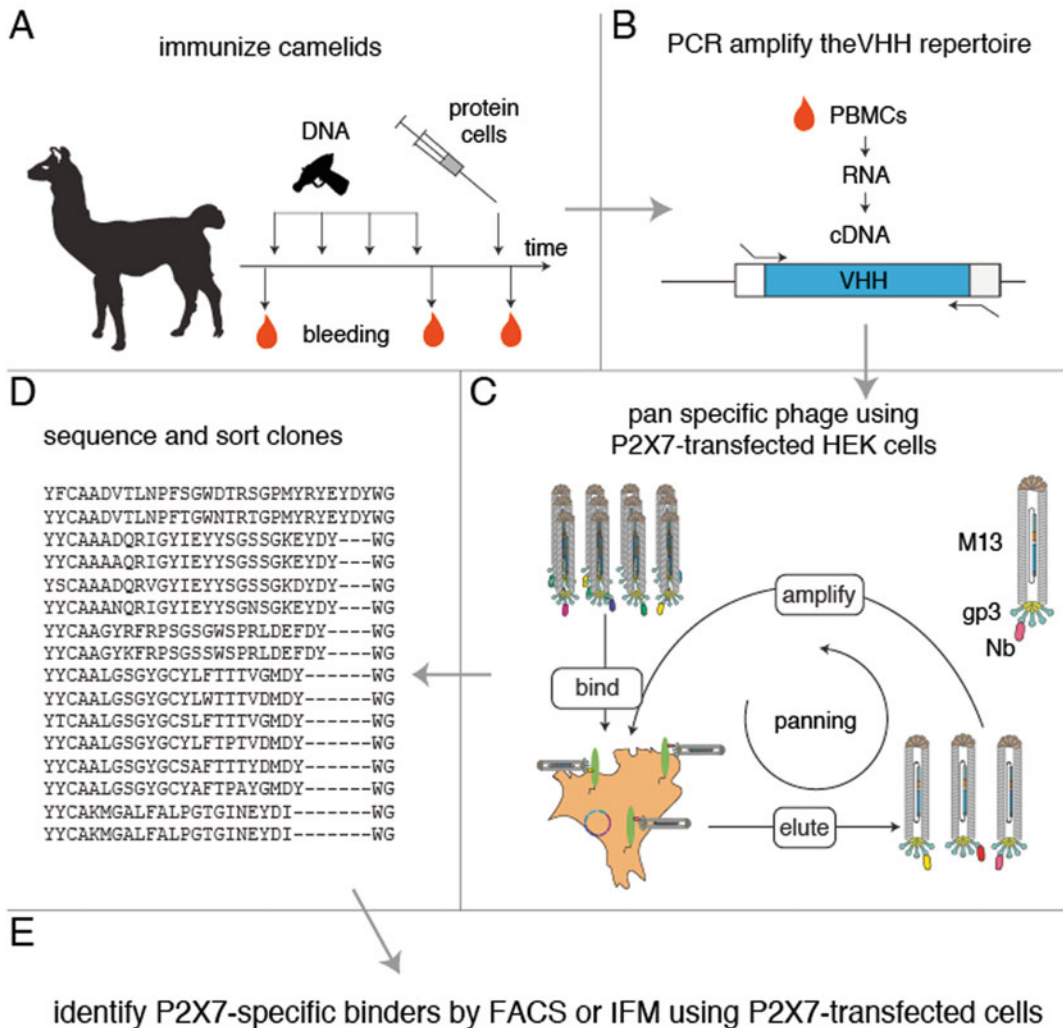 A
immunize camelids
DNA
protein
cells
time
bleeding
B
PCR amplify theVHH repertoire
PBMCs
RNA
cDNA
VHH
D
sequence and sort clones
YFCAADVTLNPFSGWDTRSGPMYRYEYDYWG
YYCAADVTLNPFTGWNTRTGPMYRYEYDYWG
YYCAAADQRIGYIEYYSGSSGKEYDY---WG
YYCAAAAQRIGYIEYYSGSSGKEYDY---WG
YSCAAADQRVGYIEYYSGSSGKDYDY---WG
YYCAAANQRIGYIEYYSGNSGKEYDY---WG
YYCAAGYRFRPSGSGWSPRLDEFDY----WG
YYCAAGYKFRPSGSSWSPRLDEFDY----WG
YYCAALGSGYGCYLFTTTVGMDY------WG
YYCAALGSGYGCYLWTTTVGMDY------WG
YTCAALGSGYGCSLFTTTVGMDY------WG
YYCAALGSGYGCYLFTPTVDMDY------WG
YYCAALGSGYGCSAFTTTYDMDY------WG
YYCAALGSGYGCYAFTPAYGMDY------WG
YYCAKMGALFALPGTGINEYDI-------WG
YYCAKMGALFALPGTGINEYDI-------WG
C
pan specific phage using
P2X7-transfected HEK cells
M13
gp3
Nb
amplify
bind
panning
elute
E
identify P2X7-specific binders by FACS or IFM using P2X7-transfected cells